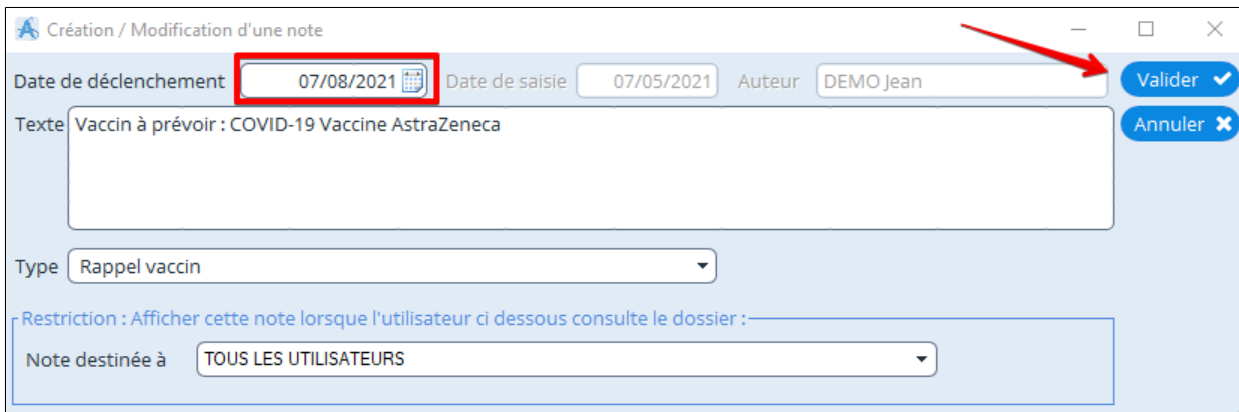 Création / Modification d'une note
Date de déclenchement 07/08/2021 Date de saisie 07/05/2021 Auteur DEMO Jean Valider
Texte Vaccin à prévoir : COVID-19 Vaccine AstraZeneca Annuler
Type Rappel vaccin
Restriction : Afficher cette note lorsque l'utilisateur ci dessous consulte le dossier :
Note destinée à TOUS LES UTILISATEURS